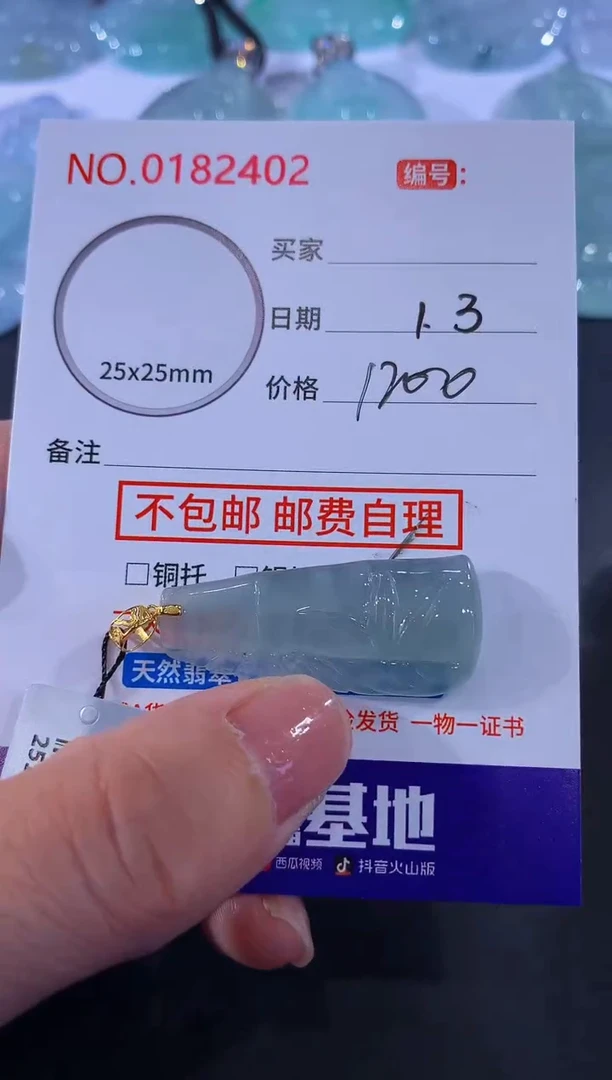 NO.0182402 编号:
买家
25x25mm
日期 1.3
价格 1200
备注
不包邮 邮费自理
□铜托
天然翡翠
发货 一物一证书
基地
西瓜视频 抖音火山版